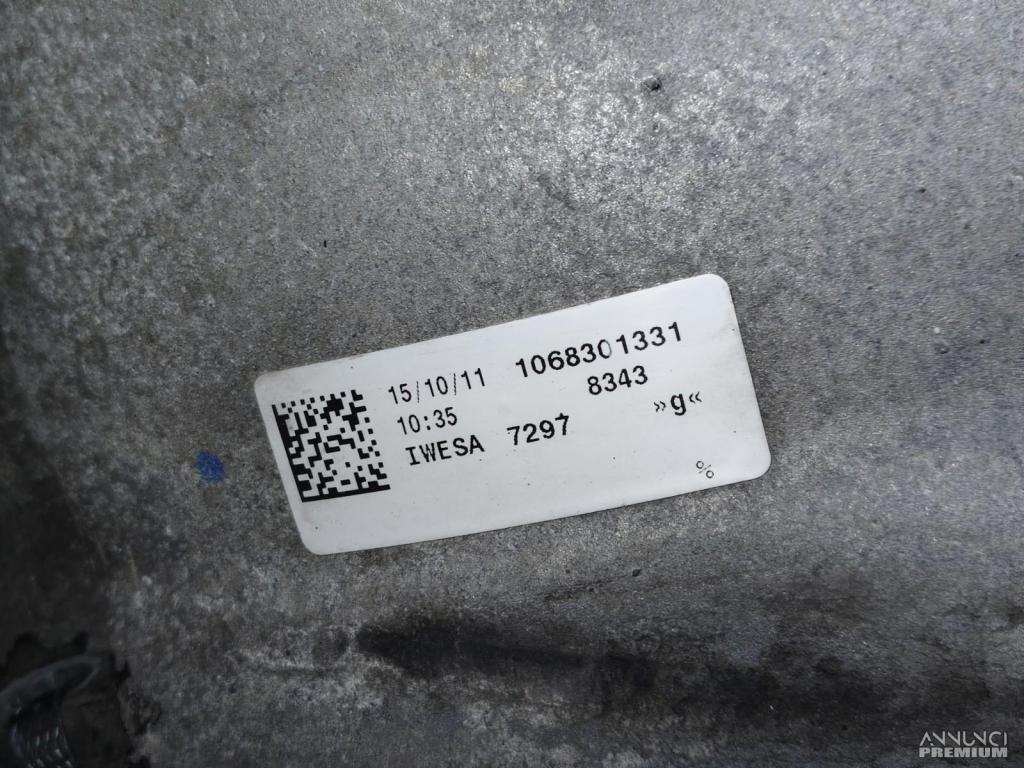 15/10/11 1068301331
10:35 8343
IWESA 7297 »g«
%
ANNUNCI
PREMIUM